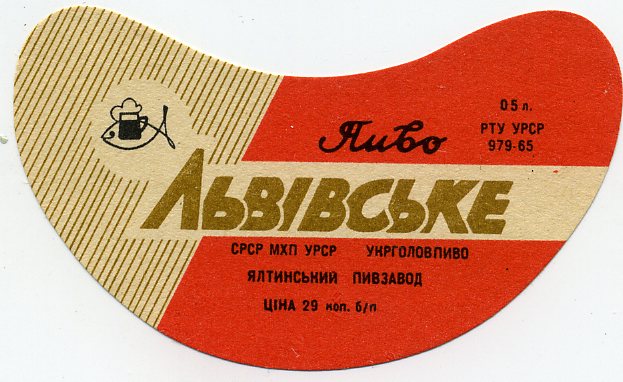 0 5 л.
РТУ УРСР
979-65
Пиво
ЛЬВІВСЬКЕ
СРСР МХП УРСР УКРГОЛОВПИВО
ЯЛТИНСЬКИЙ ПИВЗАВОД
ЦІНА 29 коп. б/п